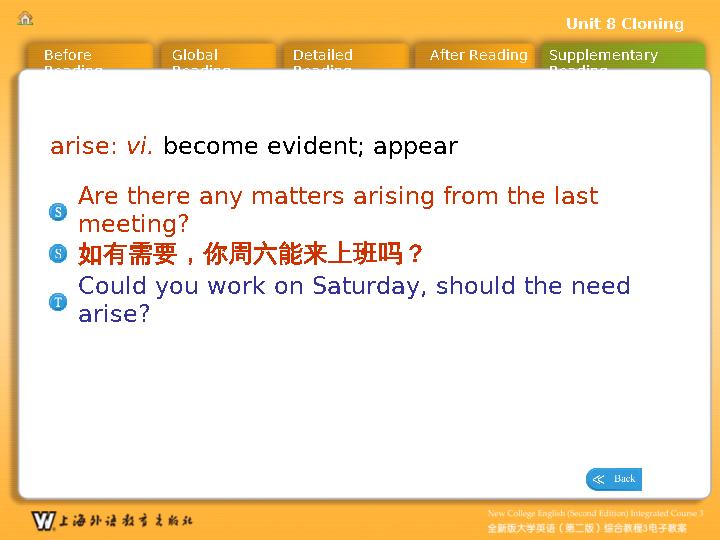 Unit 8 Cloning
Before Reading
Global Reading
Detailed Reading
After Reading
Supplementary Reading
arise: vi. become evident; appear
S
Are there any matters arising from the last
meeting?
S
如有需要，你周六能来上班吗？
T
Could you work on Saturday, should the need
arise?
≪ Back
W 上海外语教育出版社
New College English (Second Edition) Integrated Course 3
全新版大学英语（第二版）综合教程3电子教案